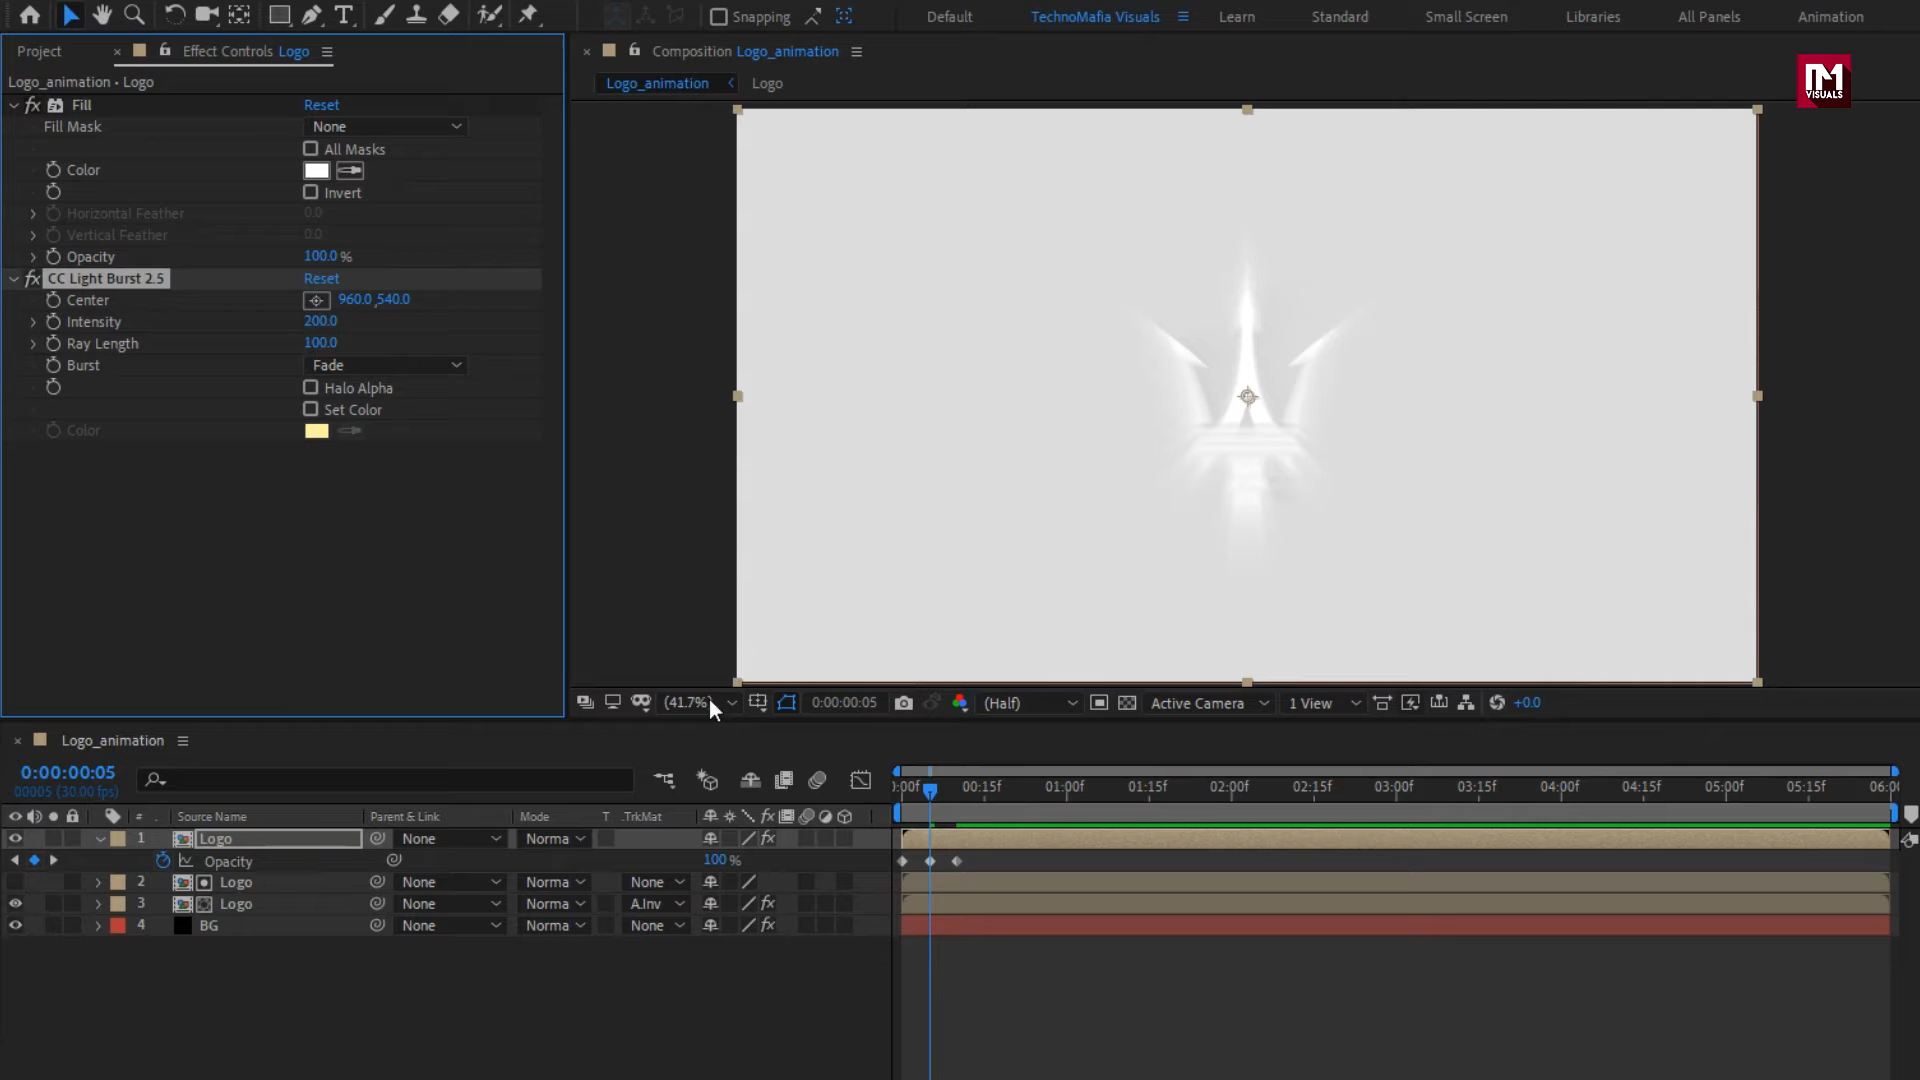 Snapping
Default
TechnoMafia Visuals
Learn
Standard
Small Screen
Libraries
All Panels
Animation
Project
Effect Controls Logo
Composition Logo_animation
VISUALS
Logo_animation • Logo
Logo_animation
Logo
fx Fill
Reset
Fill Mask
None
All Masks
Color
Invert
Horizontal Feather
0.0
Vertical Feather
0.0
Opacity
100.0 %
fx CC Light Burst 2.5
Reset
Center
960.0,540.0
Intensity
200.0
Ray Length
100.0
Burst
Fade
Halo Alpha
Set Color
Color
(41.7%)
0:00:00:05
(Half)
Active Camera
1 View
+0.0
Logo_animation
0:00:00:05
00005 (30.00 fps)
:00f
00:15f
01:00f
01:15f
02:00f
02:15f
03:00f
03:15f
04:00f
04:15f
05:00f
05:15f
06:0
#
Source Name
Parent & Link
Mode
T
.TrkMat
fx
1
Logo
None
Norma
fx
Opacity
100 %
2
Logo
None
Norma
None
3
Logo
None
Norma
A.Inv
fx
4
BG
None
Norma
None
fx